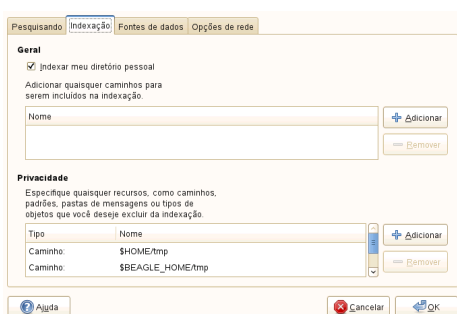 Pesquisando Indexação Fontes de dados Opções de rede
Geral
Indexar meu diretório pessoal
Adicionar quaisquer caminhos para
serem incluídos na indexação.
Nome
Adicionar
Remover
Privacidade
Especifique quaisquer recursos, como caminhos,
padrões, pastas de mensagens ou tipos de
objetos que você deseje excluir da indexação.
Tipo Nome
Adicionar
Caminho: $HOME/tmp
Remover
Caminho: $BEAGLE_HOME/tmp
Ajuda Cancelar OK